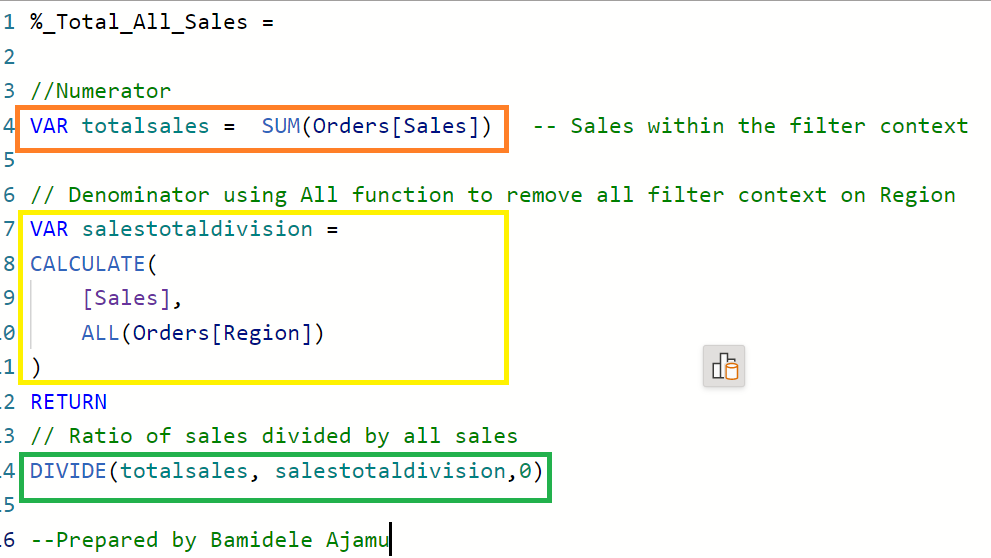 1 %_Total_All_Sales =
2
3 //Numerator
4 VAR totalsales =  SUM(Orders[Sales])   -- Sales within the filter context
5
6 // Denominator using All function to remove all filter context on Region
7 VAR salestotaldivision =
8 CALCULATE(
9     [Sales],
10     ALL(Orders[Region])
11 )
12 RETURN
13 // Ratio of sales divided by all sales
14 DIVIDE(totalsales, salestotaldivision,0)
15
16 --Prepared by Bamidele Ajamu